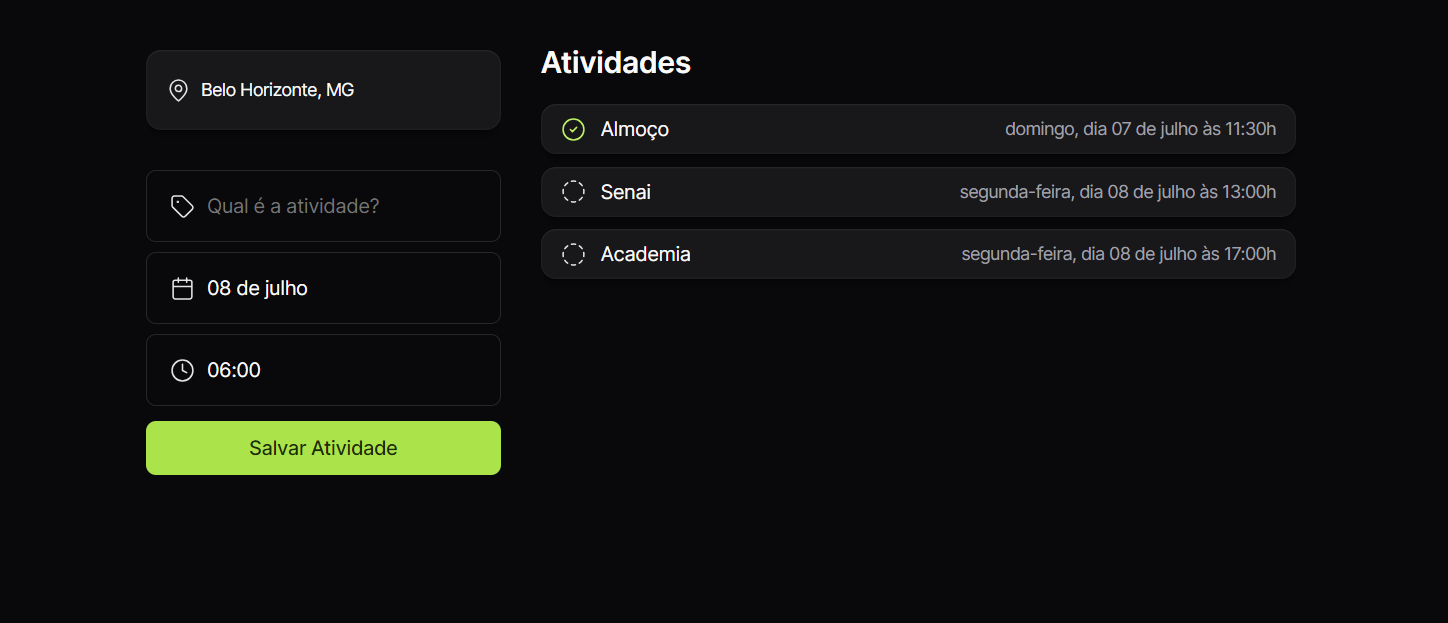 Belo Horizonte, MG
Qual é a atividade?
08 de julho
06:00
Salvar Atividade
Atividades
Almoço domingo, dia 07 de julho às 11:30h
Senai segunda-feira, dia 08 de julho às 13:00h
Academia segunda-feira, dia 08 de julho às 17:00h